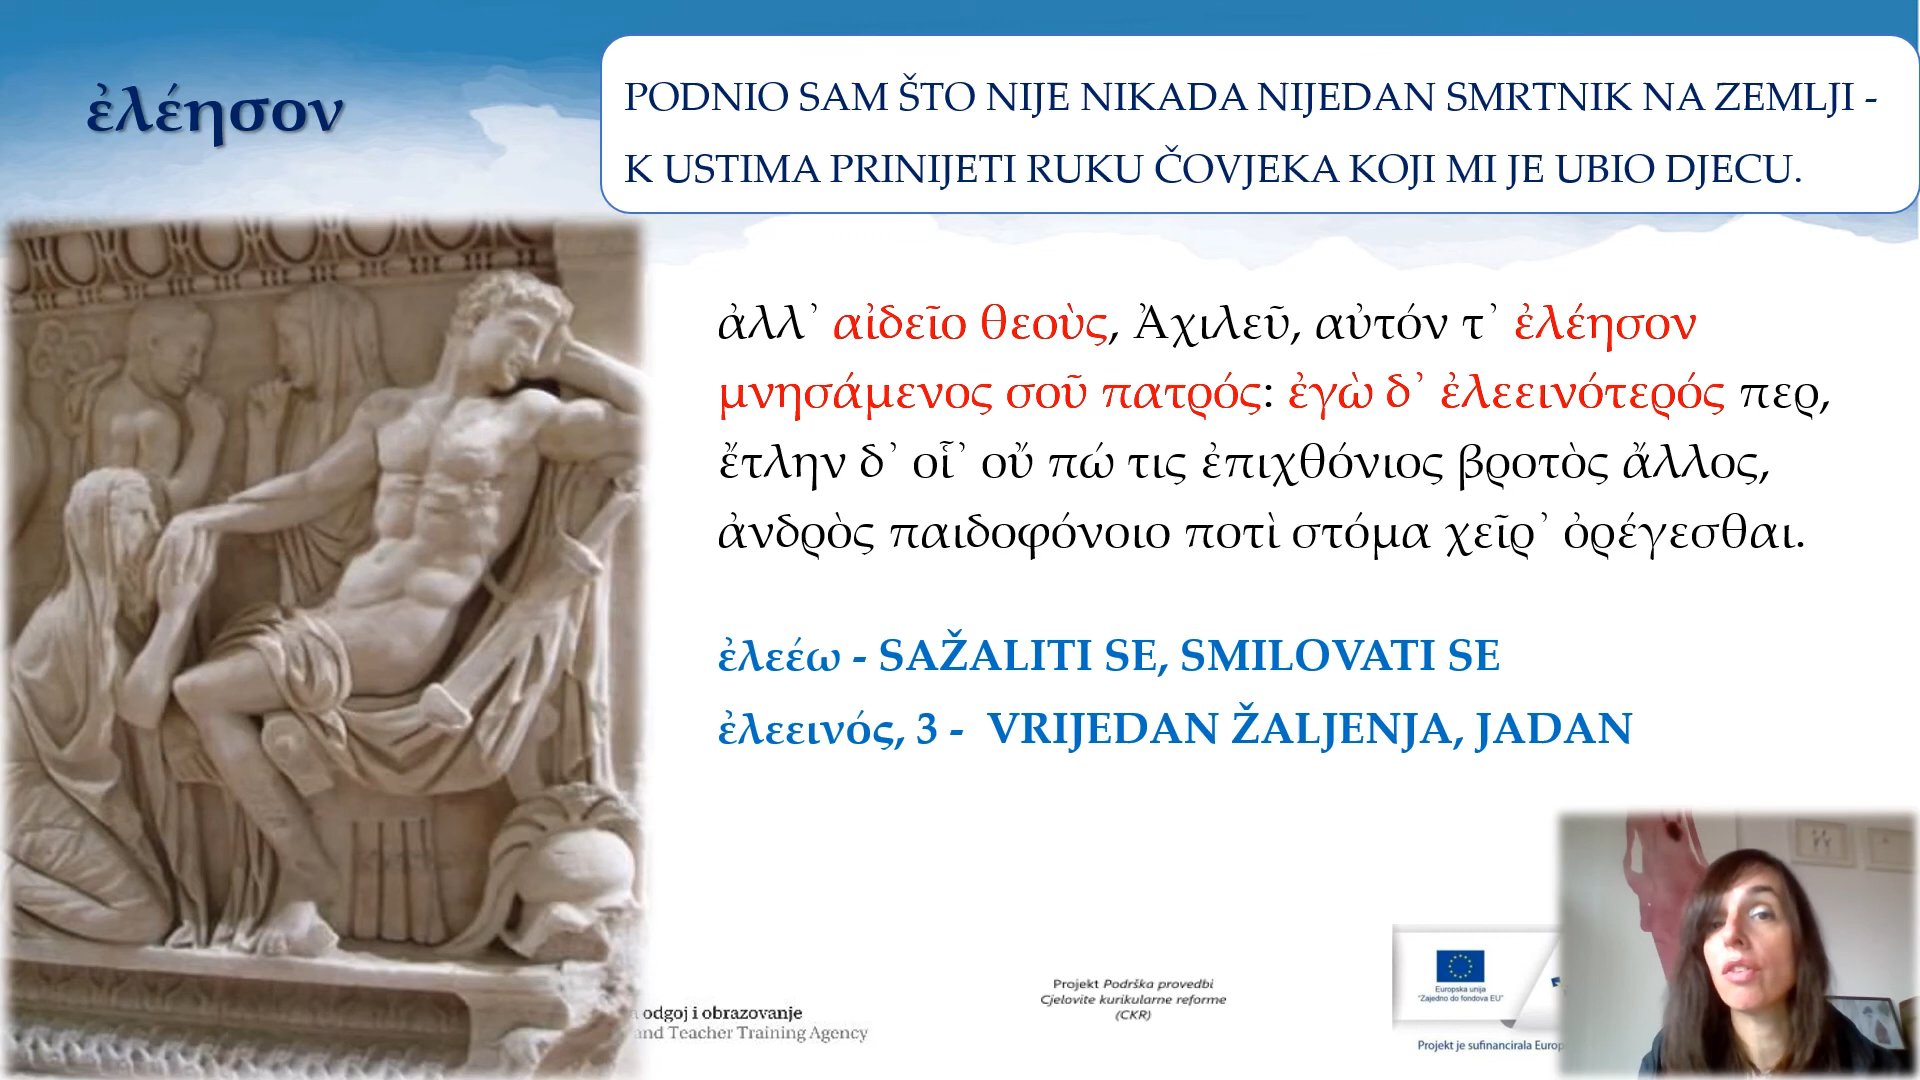 ἐλέησον
PODNIO SAM ŠTO NIJE NIKADA NIJEDAN SMRTNIK NA ZEMLJI -
K USTIMA PRINIJETI RUKU ČOVJEKA KOJI MI JE UBIO DJECU.
ἀλλ᾽ αἰδεῖο θεοὺς, Ἀχιλεῦ, αὐτόν τ᾽ ἐλέησον
μνησάμενος σοῦ πατρός: ἐγὼ δ᾽ ἐλεεινότερός περ,
ἔτλην δ᾽ οἷ᾽ οὔ πώ τις ἐπιχθόνιος βροτὸς ἄλλος,
ἀνδρὸς παιδοφόνοιο ποτὶ στόμα χεῖρ᾽ ὀρέγεσθαι.
ἐλεέω - SAŽALITI SE, SMILOVATI SE
ἐλεεινός, 3 - VRIJEDAN ŽALJENJA, JADAN
odgoj i obrazovanje
and Teacher Training Agency
Projekt Podrška provedbi
Cjelovite kurikularne reforme
(CKR)
Europska unija
"Zajedno do fondova EU"
Projekt je sufinancirala Europ